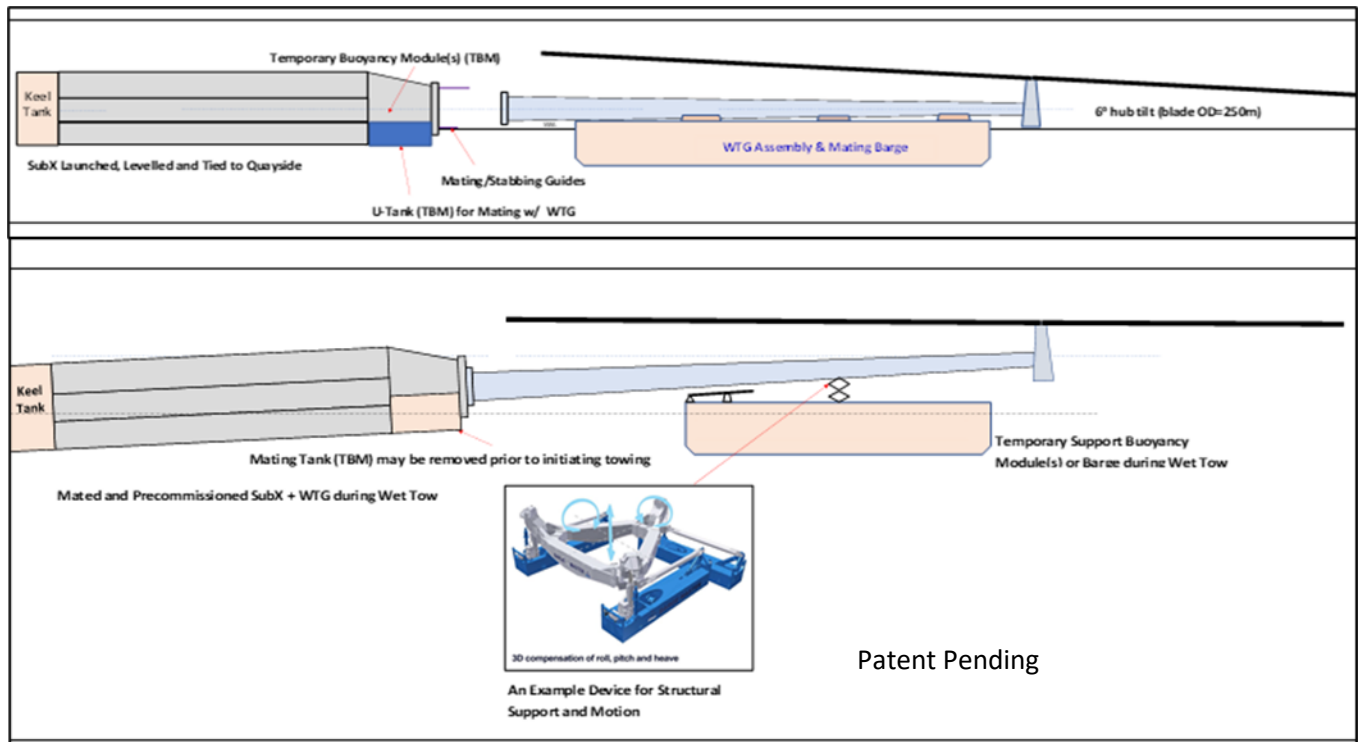 Temporary Buoyancy Module(s) (TBM)
Keel
Tank
6º hub tilt (blade OD=250m)
WTG Assembly & Mating Barge
SubX Launched, Levelled and Tied to Quayside
Mating/Stabbing Guides
U-Tank (TBM) for Mating w/ WTG
Keel
Tank
Temporary Support Buoyancy
Module(s) or Barge during Wet Tow
Mating Tank (TBM) may be removed prior to initiating towing
Mated and Precommissioned SubX + WTG during Wet Tow
3D compensation of roll, pitch and heave
Patent Pending
An Example Device for Structural
Support and Motion